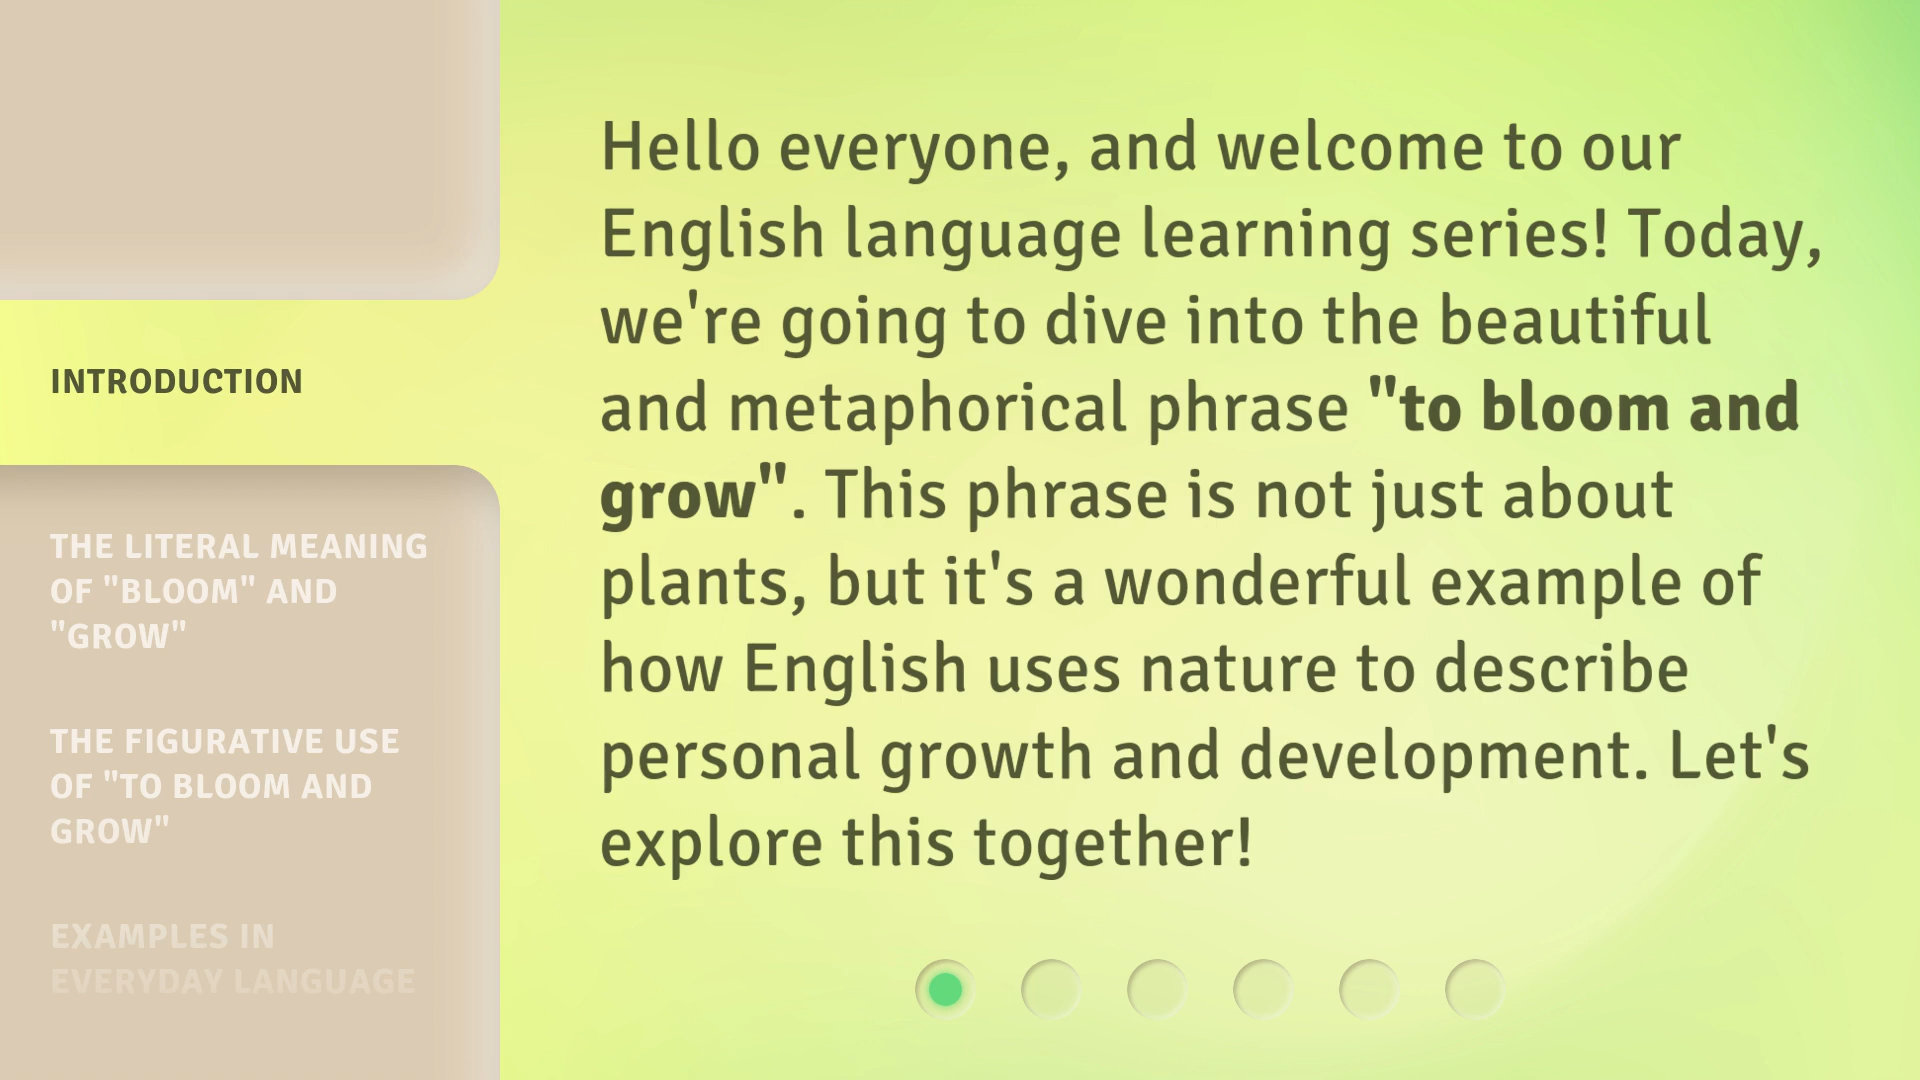 INTRODUCTION
THE LITERAL MEANING
OF "BLOOM" AND
"GROW"
THE FIGURATIVE USE
OF "TO BLOOM AND
GROW"
EXAMPLES IN
EVERYDAY LANGUAGE
Hello everyone, and welcome to our
English language learning series! Today,
we're going to dive into the beautiful
and metaphorical phrase "to bloom and
grow". This phrase is not just about
plants, but it's a wonderful example of
how English uses nature to describe
personal growth and development. Let's
explore this together!